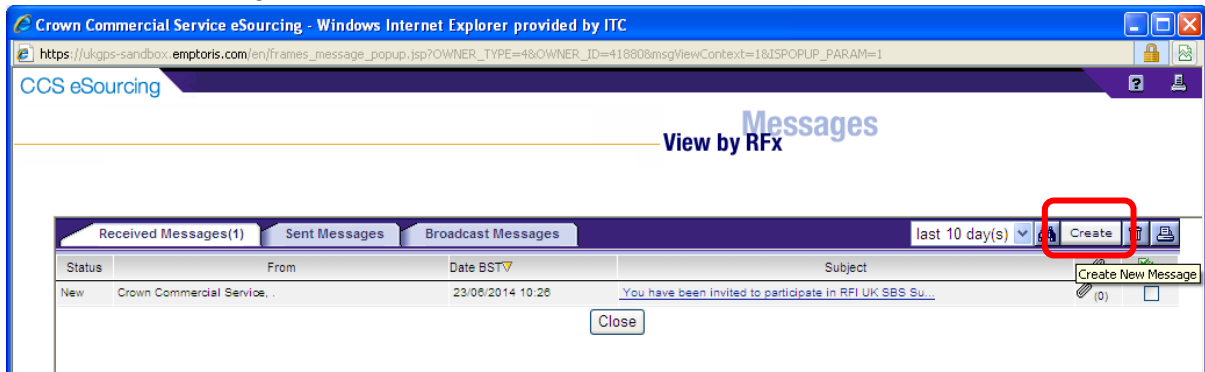 Crown Commercial Service eSourcing - Windows Internet Explorer provided by ITC
https://ukgps-sandbox.emptoris.com/en/frames_message_popup.jsp?OWNER_TYPE=4&OWNER_ID=41880&msgViewContext=1&ISPOPUP_PARAM=1
CCS eSourcing ?
Messages
View by RFx
Received Messages(1) Sent Messages Broadcast Messages last 10 day(s) Create
Status From Date BST Subject
Create New Message
New Crown Commercial Service, . 23/06/2014 10:26 You have been invited to participate in RFI UK SBS Su... (0)
Close